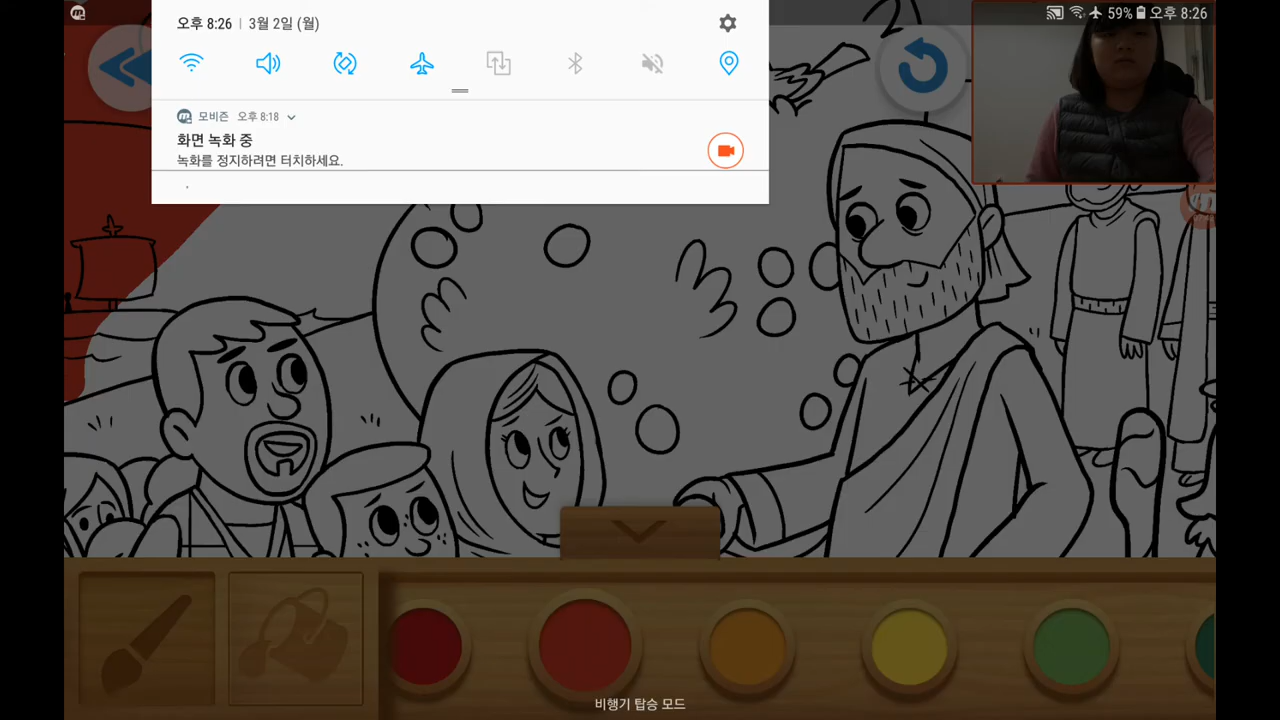 오후 8:26 | 3월 2일 (월)
59% 오후 8:26
모비즌 오후 8:18
화면 녹화 중
녹화를 정지하려면 터치하세요.
비행기 탑승 모드